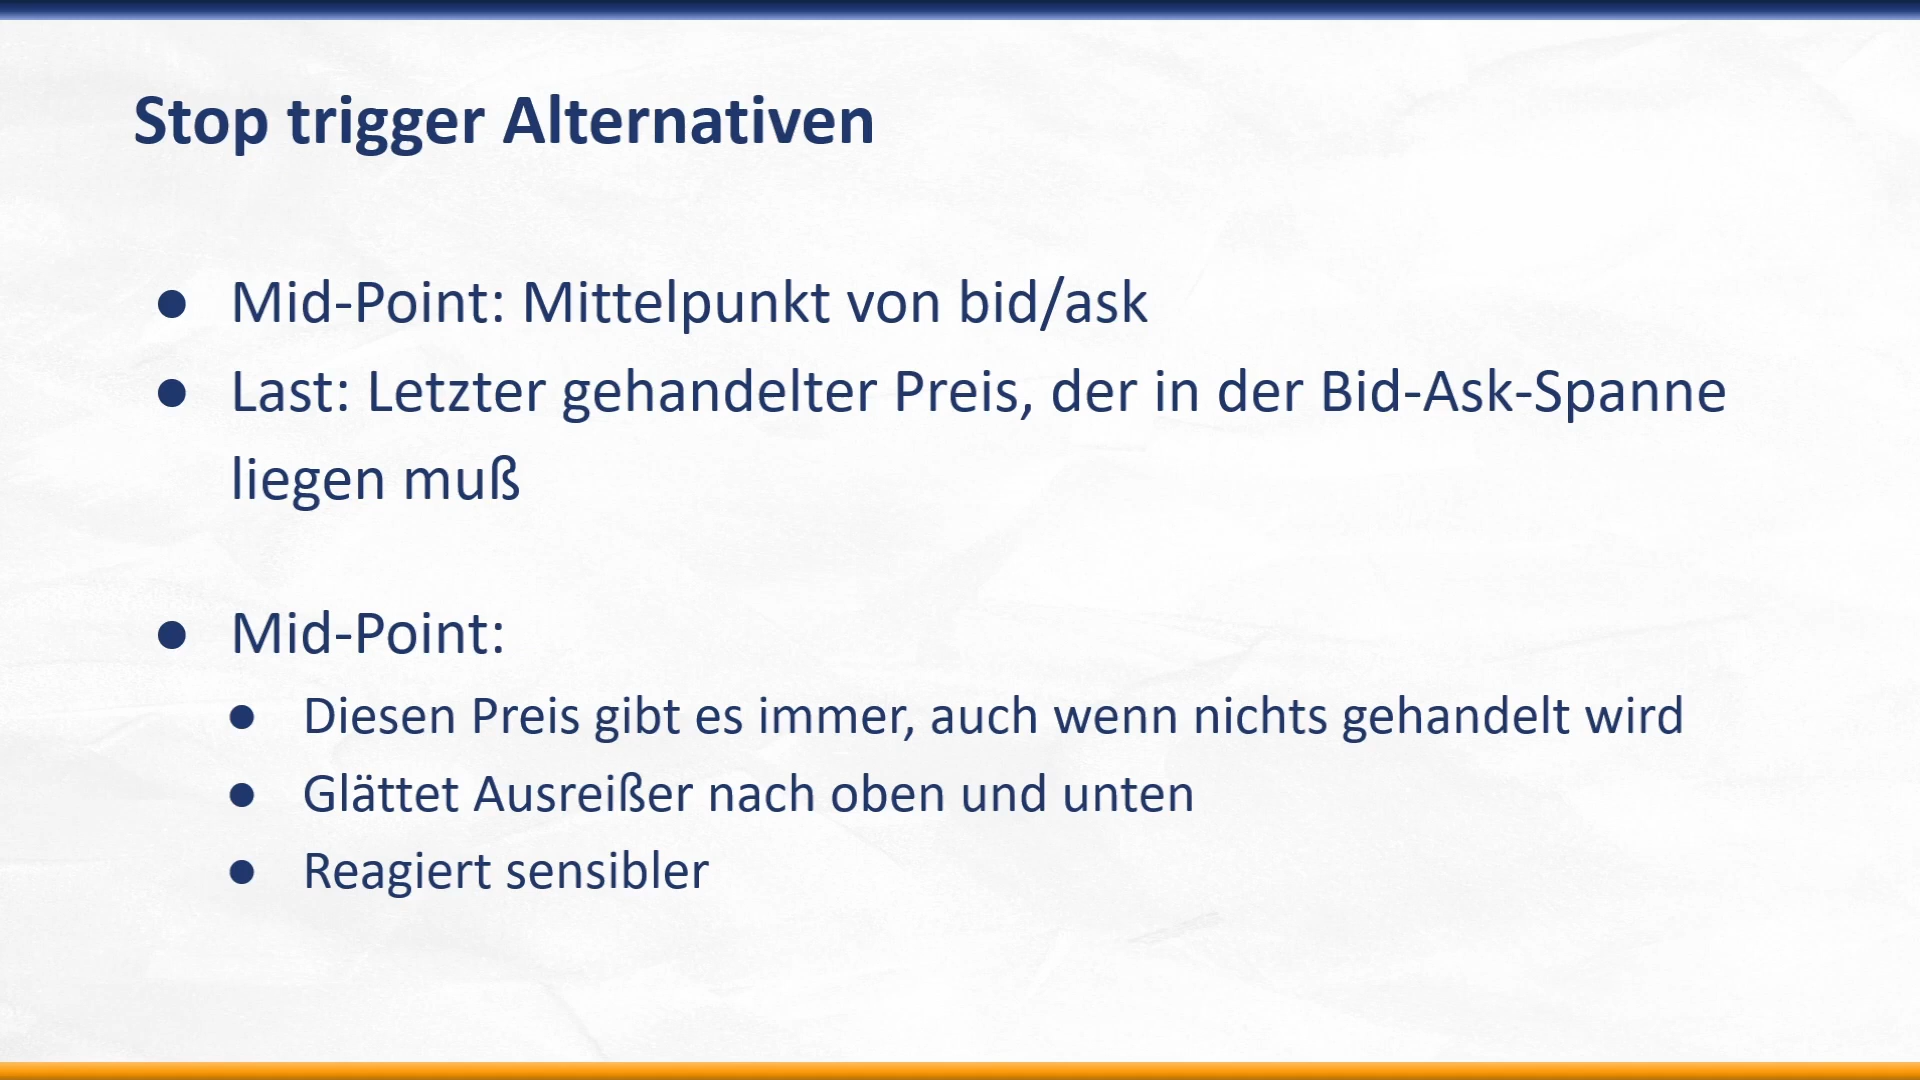 Stop trigger Alternativen
● Mid-Point: Mittelpunkt von bid/ask
● Last: Letzter gehandelter Preis, der in der Bid-Ask-Spanne
liegen muß
● Mid-Point:
● Diesen Preis gibt es immer, auch wenn nichts gehandelt wird
● Glättet Ausreißer nach oben und unten
● Reagiert sensibler